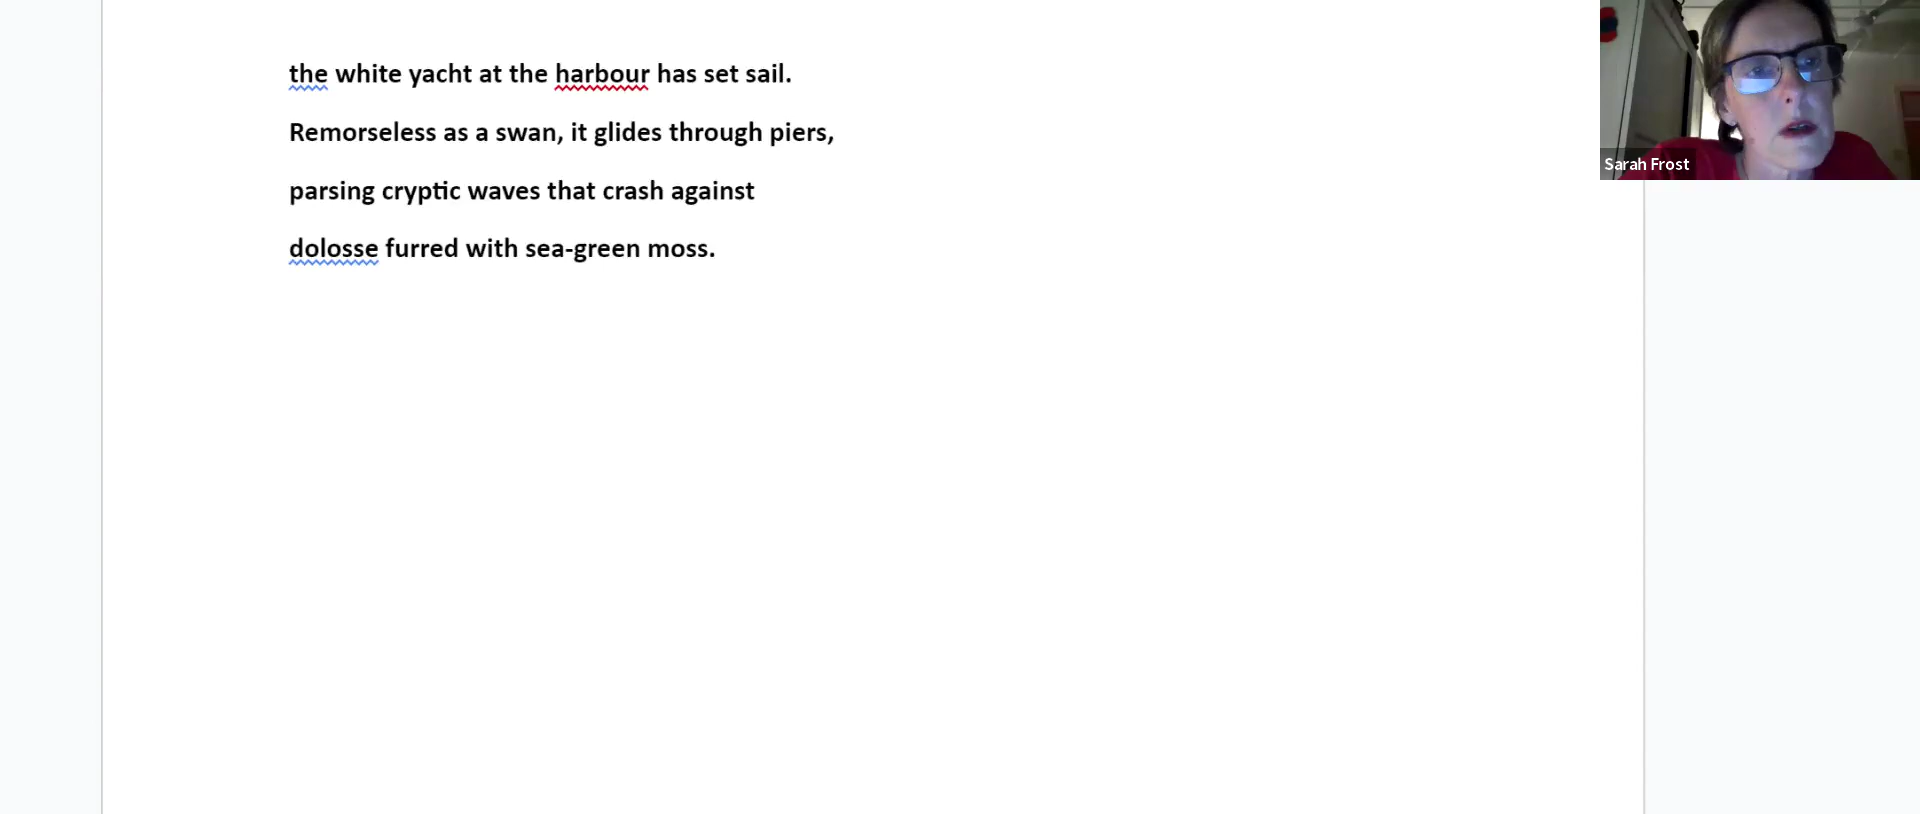 the white yacht at the harbour has set sail.
Remorseless as a swan, it glides through piers,
parsing cryptic waves that crash against
dolosse furred with sea-green moss.
Sarah Frost